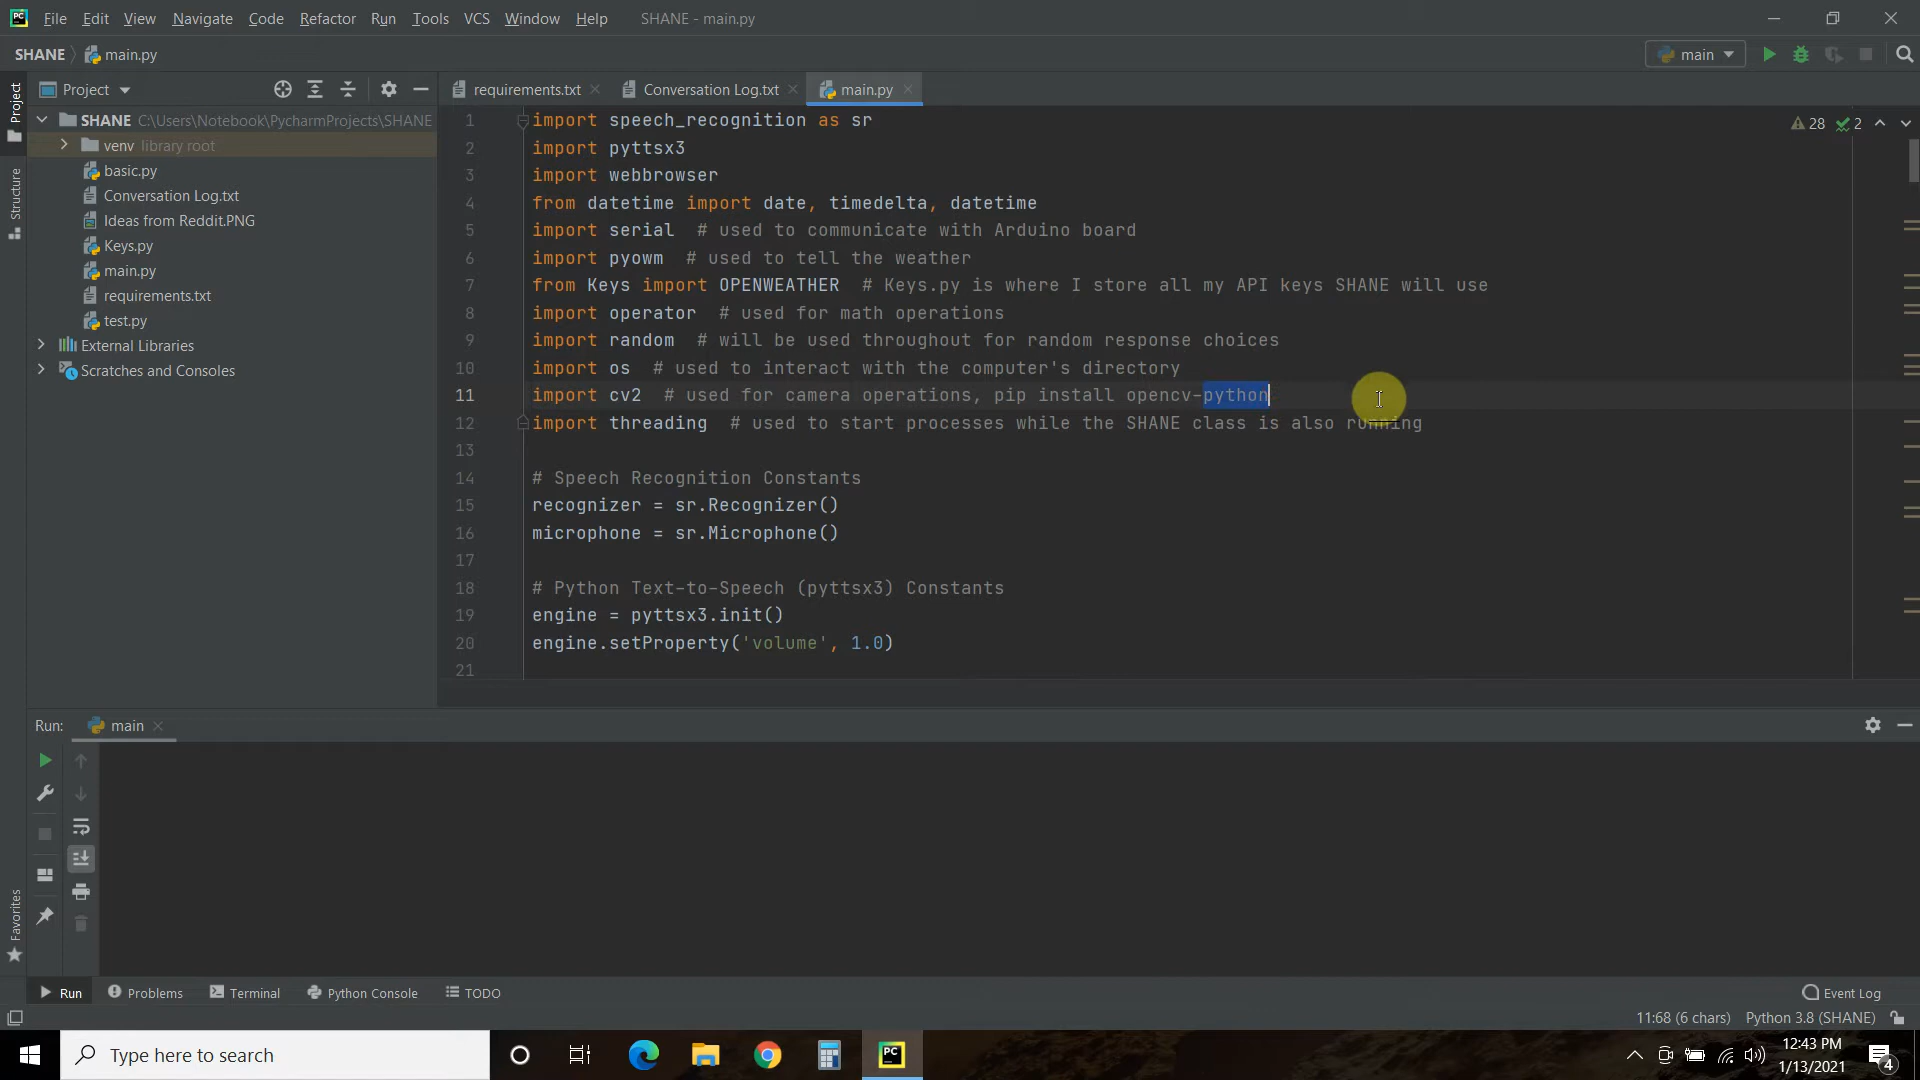 PC File Edit View Navigate Code Refactor Run Tools VCS Window Help SHANE - main.py
SHANE main.py main
Project requirements.txt Conversation Log.txt main.py
Project
Structure
Favorites
SHANE C:\Users\Notebook\PycharmProjects\SHANE
venv library root
basic.py
Conversation Log.txt
Ideas from Reddit.PNG
Keys.py
main.py
requirements.txt
test.py
External Libraries
Scratches and Consoles
28 2
1 import speech_recognition as sr
2 import pyttsx3
3 import webbrowser
4 from datetime import date, timedelta, datetime
5 import serial # used to communicate with Arduino board
6 import pyowm # used to tell the weather
7 from Keys import OPENWEATHER # Keys.py is where I store all my API keys SHANE will use
8 import operator # used for math operations
9 import random # will be used throughout for random response choices
10 import os # used to interact with the computer's directory
11 import cv2 # used for camera operations, pip install opencv-python
12 import threading # used to start processes while the SHANE class is also running
13
14 # Speech Recognition Constants
15 recognizer = sr.Recognizer()
16 microphone = sr.Microphone()
17
18 # Python Text-to-Speech (pyttsx3) Constants
19 engine = pyttsx3.init()
20 engine.setProperty('volume', 1.0)
21
Run: main
Run Problems Terminal Python Console TODO Event Log
11:68 (6 chars) Python 3.8 (SHANE)
Type here to search PC 12:43 PM
1/13/2021 4